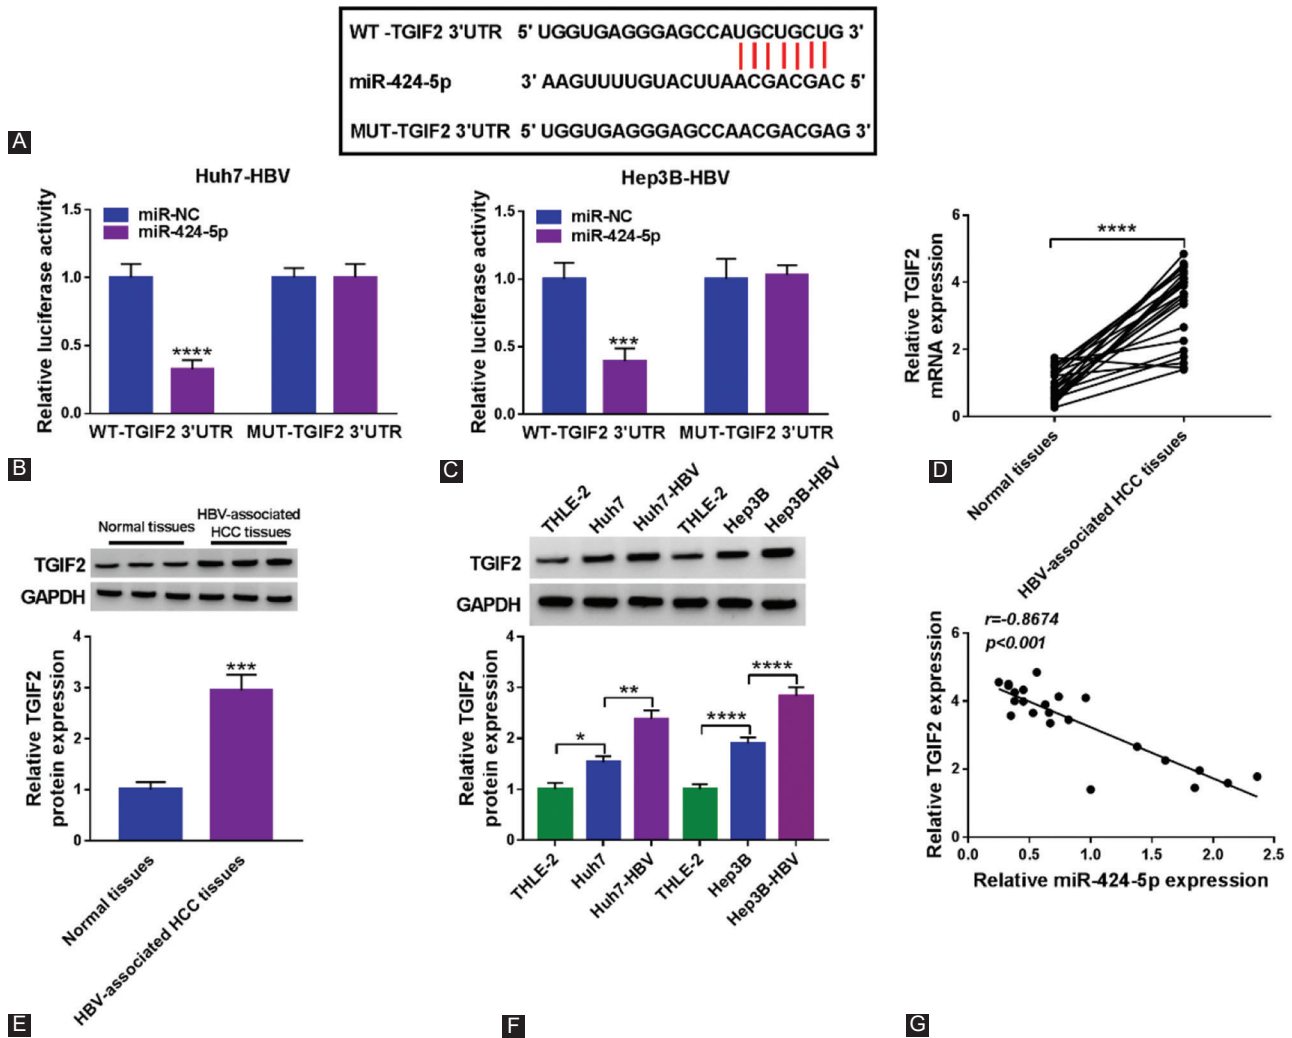 WT -TGIF2 3'UTR 5' UGGUGAGGGAGCCAUGCUGCUG 3'
miR-424-5p 3' AAGUUUUGUACUUAACGACGAC 5'
MUT-TGIF2 3'UTR 5' UGGUGAGGGAGCCAACGACGAG 3'
A
Huh7-HBV
Relative luciferase activity
1.5
1.0
0.5
0.0
miR-NC
miR-424-5p
****
WT-TGIF2 3'UTR MUT-TGIF2 3'UTR
B
Hep3B-HBV
Relative luciferase activity
1.5
1.0
0.5
0.0
miR-NC
miR-424-5p
***
WT-TGIF2 3'UTR MUT-TGIF2 3'UTR
C
Relative TGIF2
mRNA expression
6
4
2
0
****
Normal tissues
HBV-associated HCC tissues
D
Normal tissues
HBV-associated
HCC tissues
TGIF2
GAPDH
Relative TGIF2
protein expression
4
3
2
1
0
***
Normal tissues
HBV-associated HCC tissues
E
THLE-2
Huh7
Huh7-HBV
THLE-2
Hep3B
Hep3B-HBV
TGIF2
GAPDH
Relative TGIF2
protein expression
4
3
2
1
0
*
**
****
****
THLE-2
Huh7
Huh7-HBV
THLE-2
Hep3B
Hep3B-HBV
F
r=-0.8674
p<0.001
Relative TGIF2 expression
6
4
2
0
0.0 0.5 1.0 1.5 2.0 2.5
Relative miR-424-5p expression
G